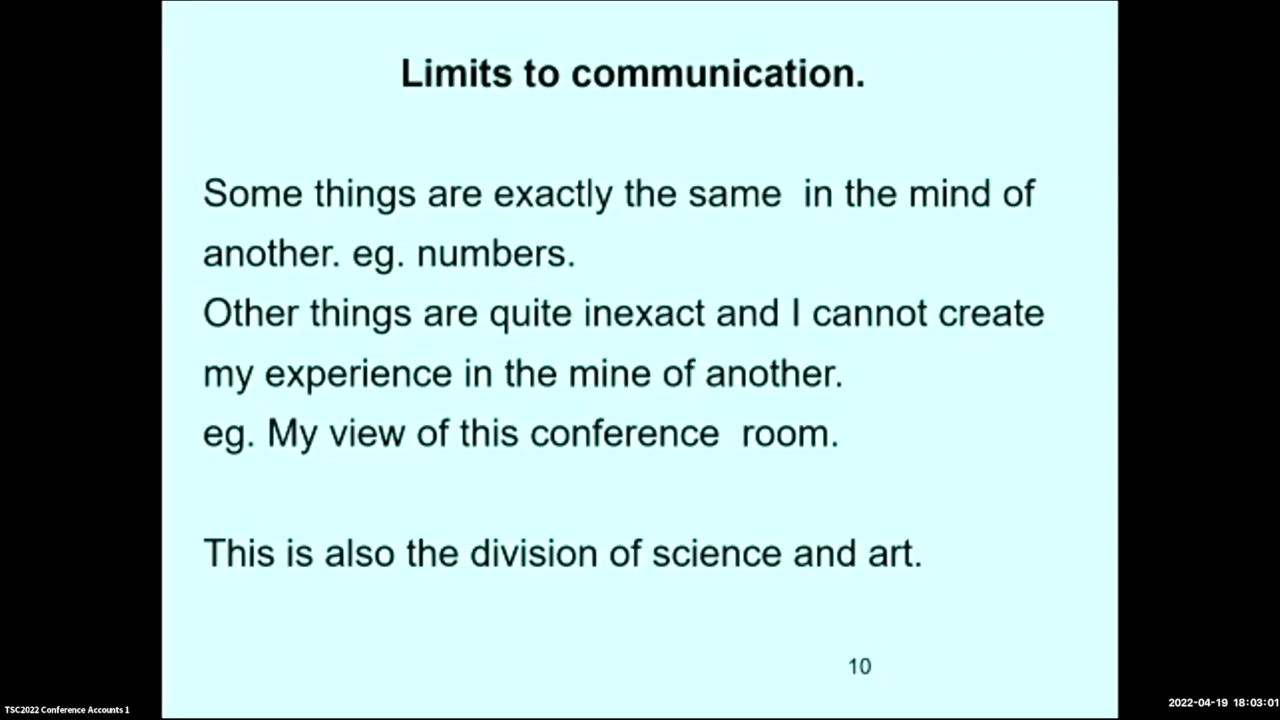 Limits to communication.
Some things are exactly the same  in the mind of
another. eg. numbers.
Other things are quite inexact and I cannot create
my experience in the mine of another.
eg. My view of this conference  room.
This is also the division of science and art.
10
TSC2022 Conference Accounts 1
2022-04-19 18:03:01